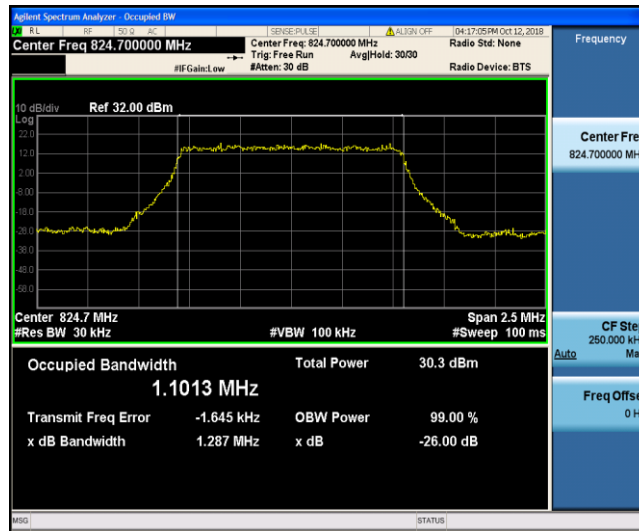 Agilent Spectrum Analyzer - Occupied BW
RL RF 50 Ω AC SENSE:PULSE ALIGN OFF 04:17:05 PM Oct 12, 2018
Center Freq 824.700000 MHz Center Freq: 824.700000 MHz Radio Std: None
Trig: Free Run Avg|Hold: 30/30
#IFGain:Low #Atten: 30 dB Radio Device: BTS
10 dB/div Ref 32.00 dBm
Log
22.0
12.0
2.00
-8.00
-18.0
-28.0
-38.0
-48.0
-58.0
Center 824.7 MHz Span 2.5 MHz
#Res BW 30 kHz #VBW 100 kHz #Sweep 100 ms
Occupied Bandwidth Total Power 30.3 dBm
1.1013 MHz
Transmit Freq Error -1.645 kHz OBW Power 99.00 %
x dB Bandwidth 1.287 MHz x dB -26.00 dB
MSG STATUS
Frequency
Center Fre
824.700000 MH
CF Ste
250.000 kH
Auto Ma
Freq Offse
0 H